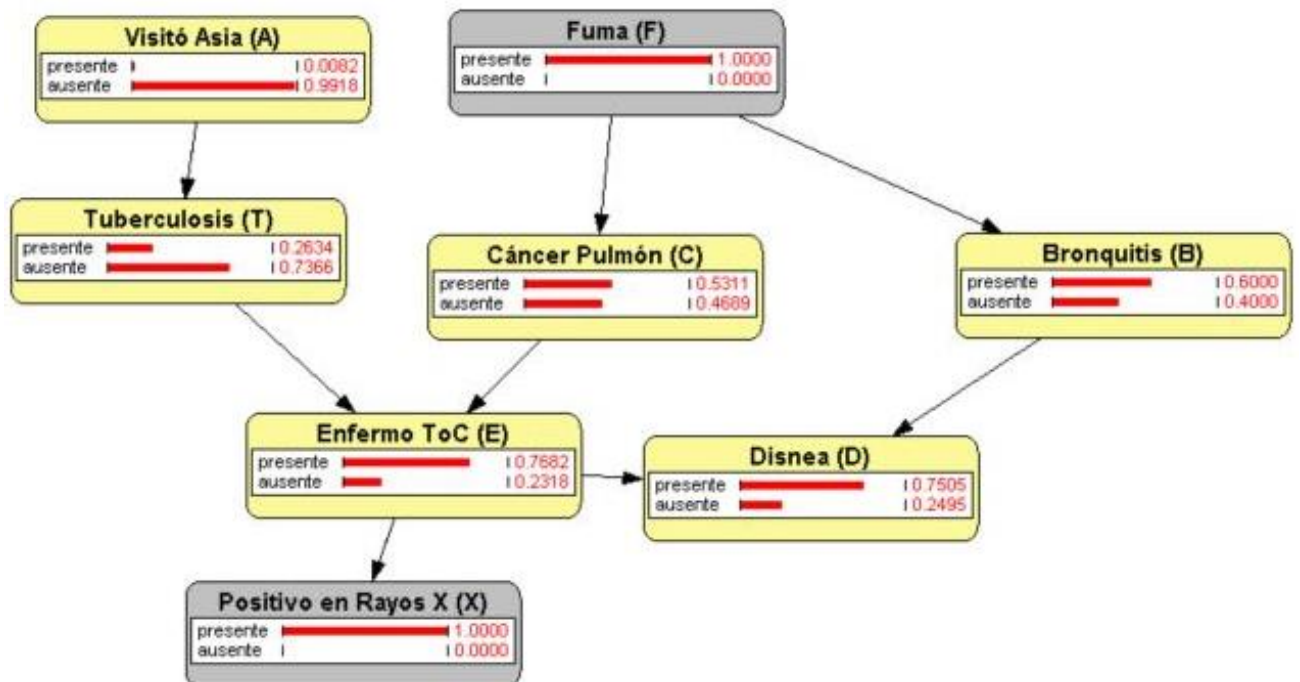 Visitó Asia (A)
presente 0.0082
ausente 0.9918
Fuma (F)
presente 1.0000
ausente 0.0000
Tuberculosis (T)
presente 0.2634
ausente 0.7366
Cáncer Pulmón (C)
presente 0.5311
ausente 0.4689
Bronquitis (B)
presente 0.6000
ausente 0.4000
Enfermo ToC (E)
presente 0.7682
ausente 0.2318
Disnea (D)
presente 0.7505
ausente 0.2495
Positivo en Rayos X (X)
presente 1.0000
ausente 0.0000